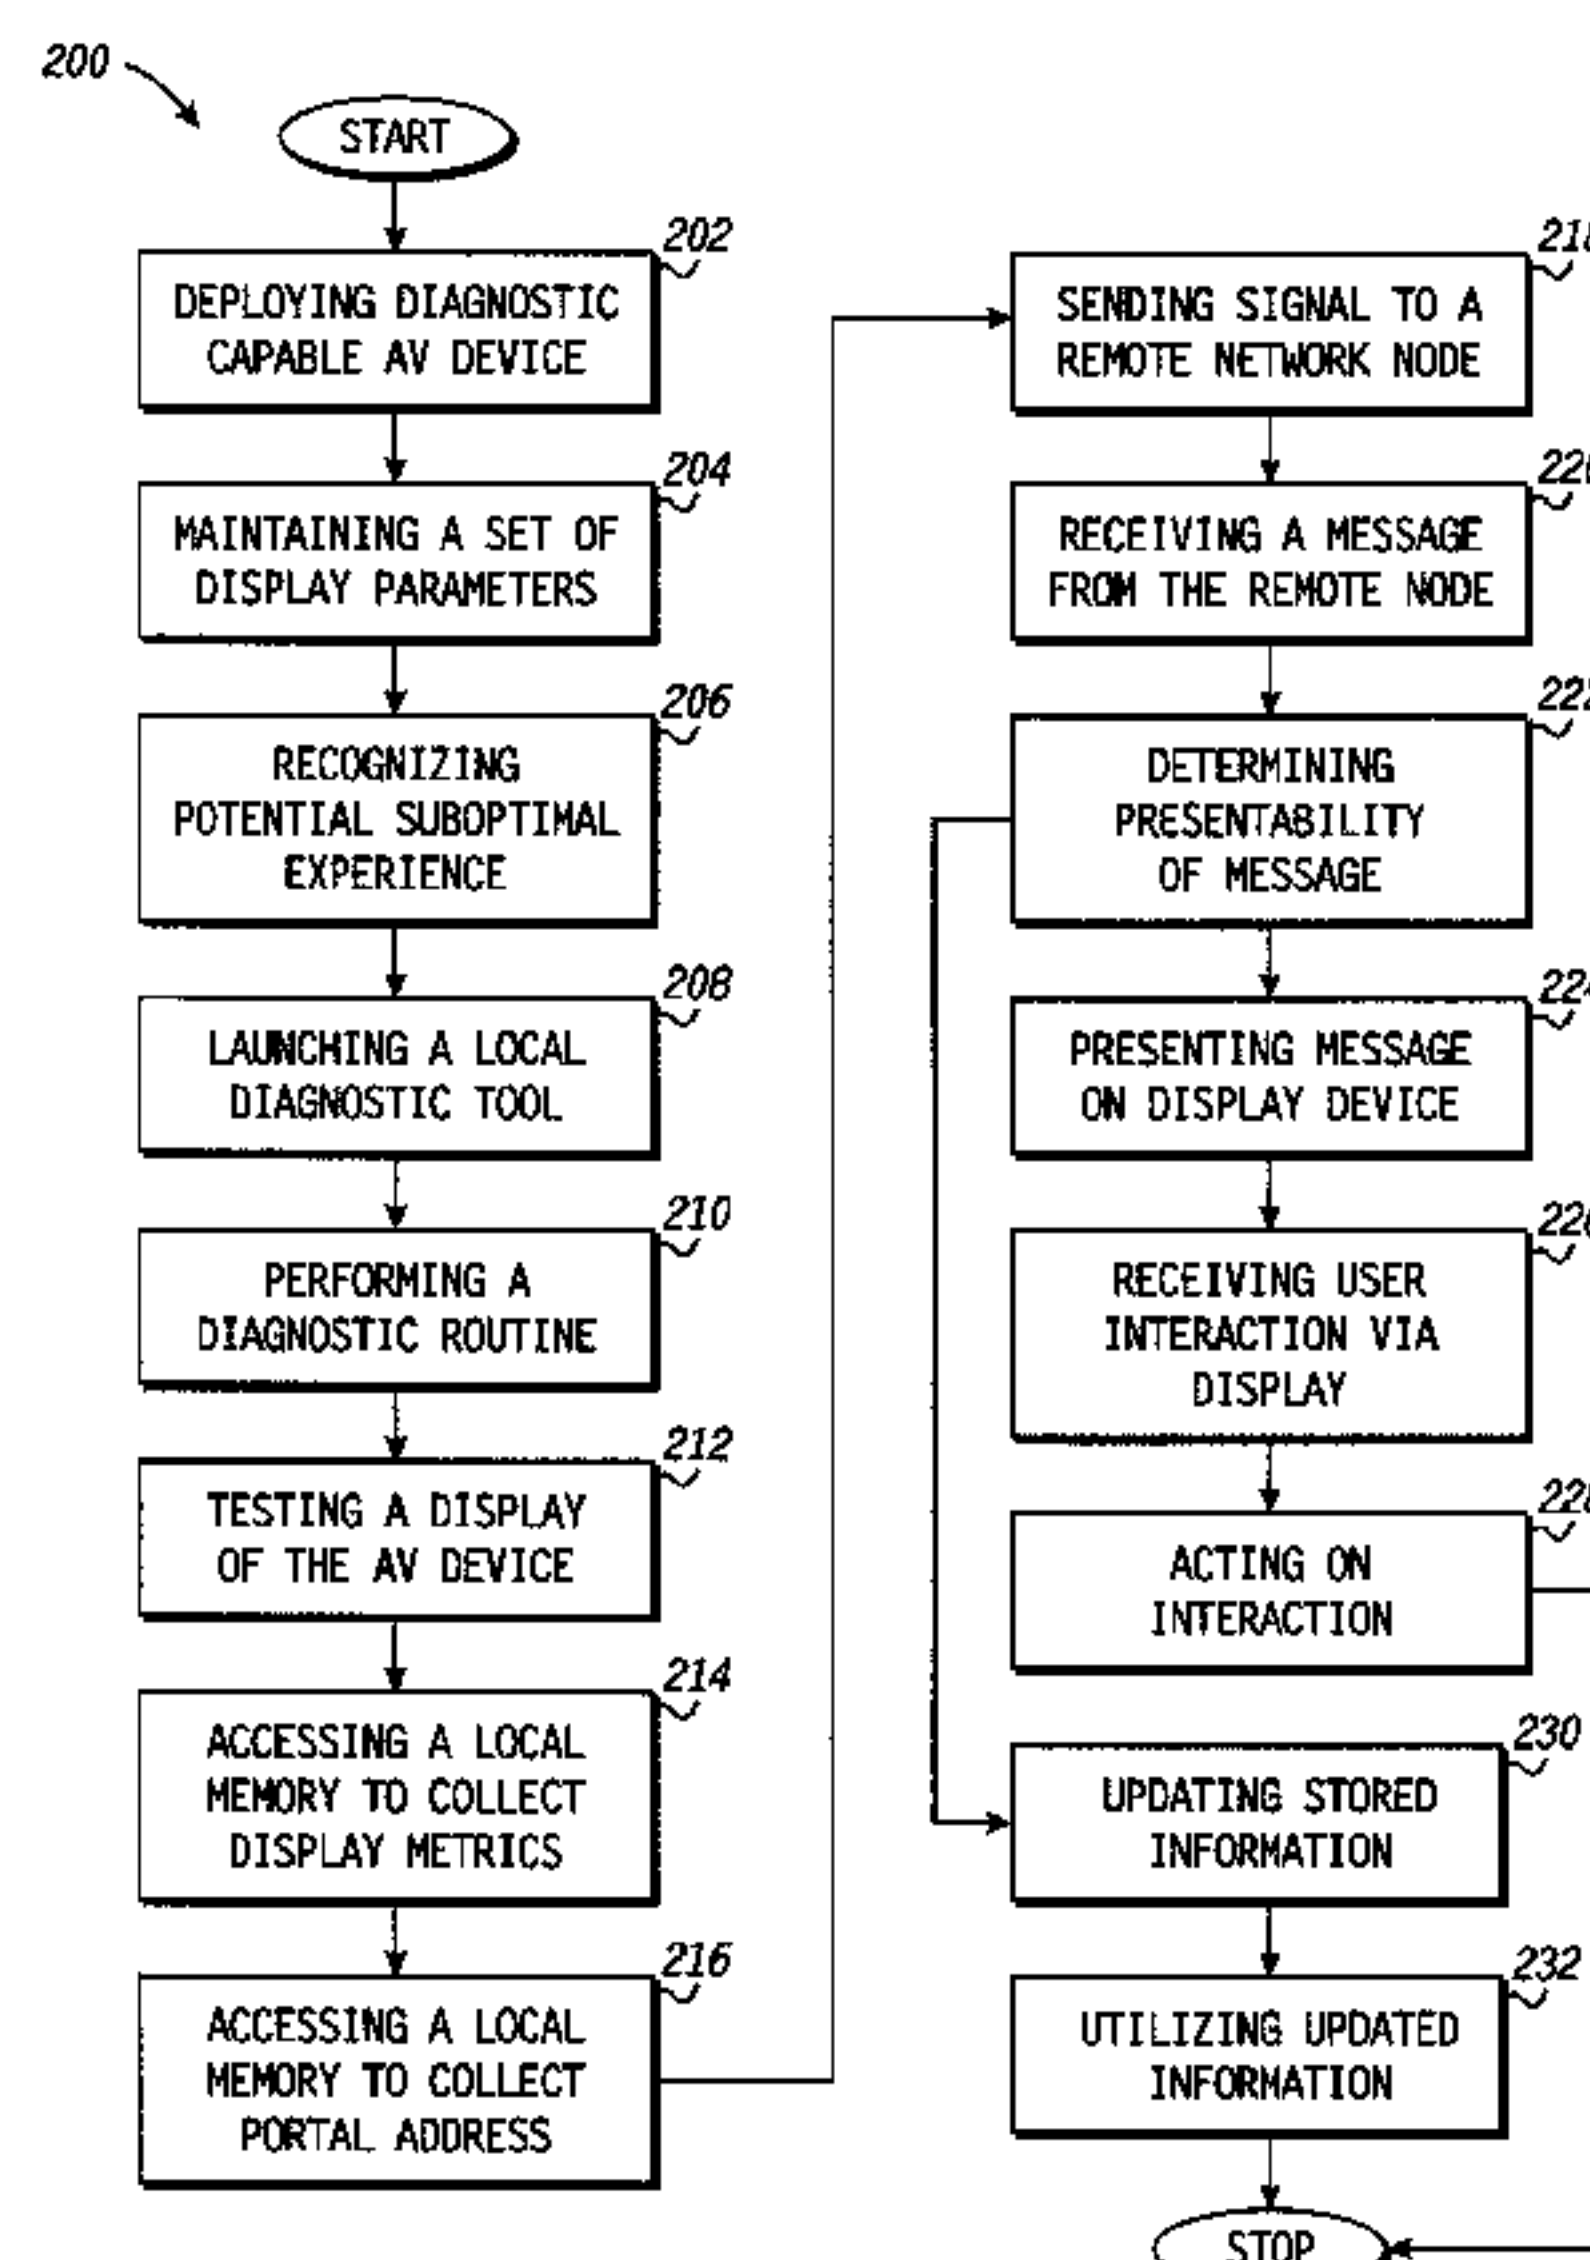 200
START
202
DEPLOYING DIAGNOSTIC
CAPABLE AV DEVICE
204
MAINTAINING A SET OF
DISPLAY PARAMETERS
206
RECOGNIZING
POTENTIAL SUBOPTIMAL
EXPERIENCE
208
LAUNCHING A LOCAL
DIAGNOSTIC TOOL
210
PERFORMING A
DIAGNOSTIC ROUTINE
212
TESTING A DISPLAY
OF THE AV DEVICE
214
ACCESSING A LOCAL
MEMORY TO COLLECT
DISPLAY METRICS
216
ACCESSING A LOCAL
MEMORY TO COLLECT
PORTAL ADDRESS
SENDING SIGNAL TO A
REMOTE NETWORK NODE
RECEIVING A MESSAGE
FROM THE REMOTE NODE
DETERMINING
PRESENTABILITY
OF MESSAGE
PRESENTING MESSAGE
ON DISPLAY DEVICE
RECEIVING USER
INTERACTION VIA
DISPLAY
ACTING ON
INTERACTION
230
UPDATING STORED
INFORMATION
232
UTILIZING UPDATED
INFORMATION
STOP